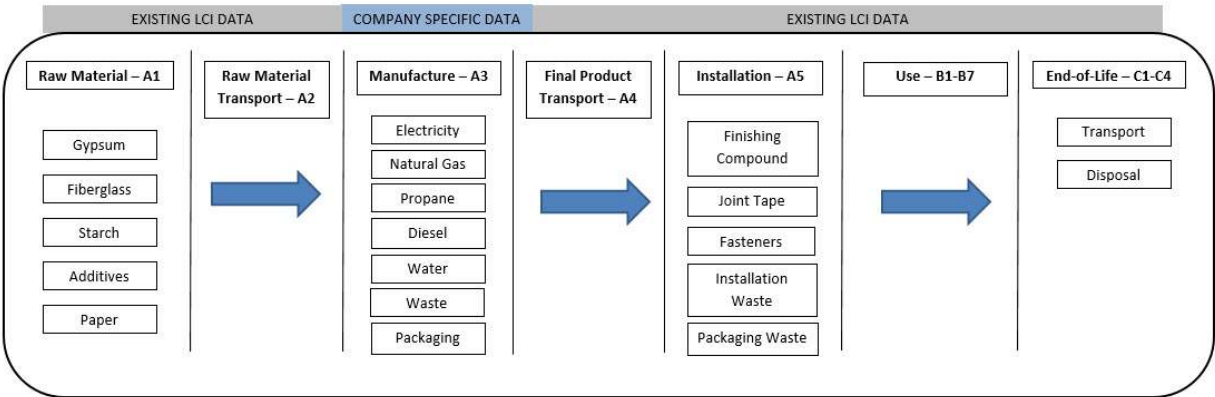 EXISTING LCI DATA
COMPANY SPECIFIC DATA
EXISTING LCI DATA
Raw Material – A1
Gypsum
Fiberglass
Starch
Additives
Paper
Raw Material
Transport – A2
Manufacture – A3
Electricity
Natural Gas
Propane
Diesel
Water
Waste
Packaging
Final Product
Transport – A4
Installation – A5
Finishing
Compound
Joint Tape
Fasteners
Installation
Waste
Packaging Waste
Use – B1-B7
End-of-Life – C1-C4
Transport
Disposal